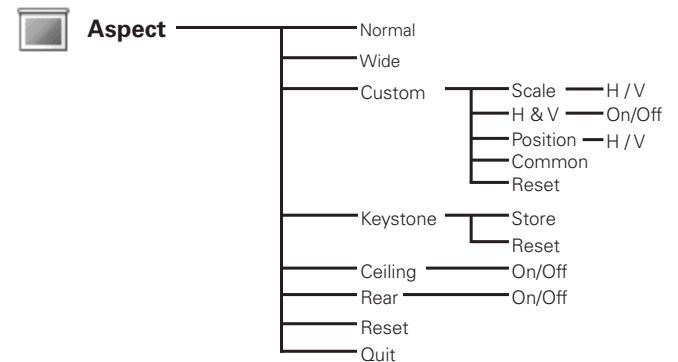 Aspect Normal
Wide
Custom Scale H / V
H & V On/Off
Position H / V
Common
Reset
Keystone Store
Reset
Ceiling On/Off
Rear On/Off
Reset
Quit